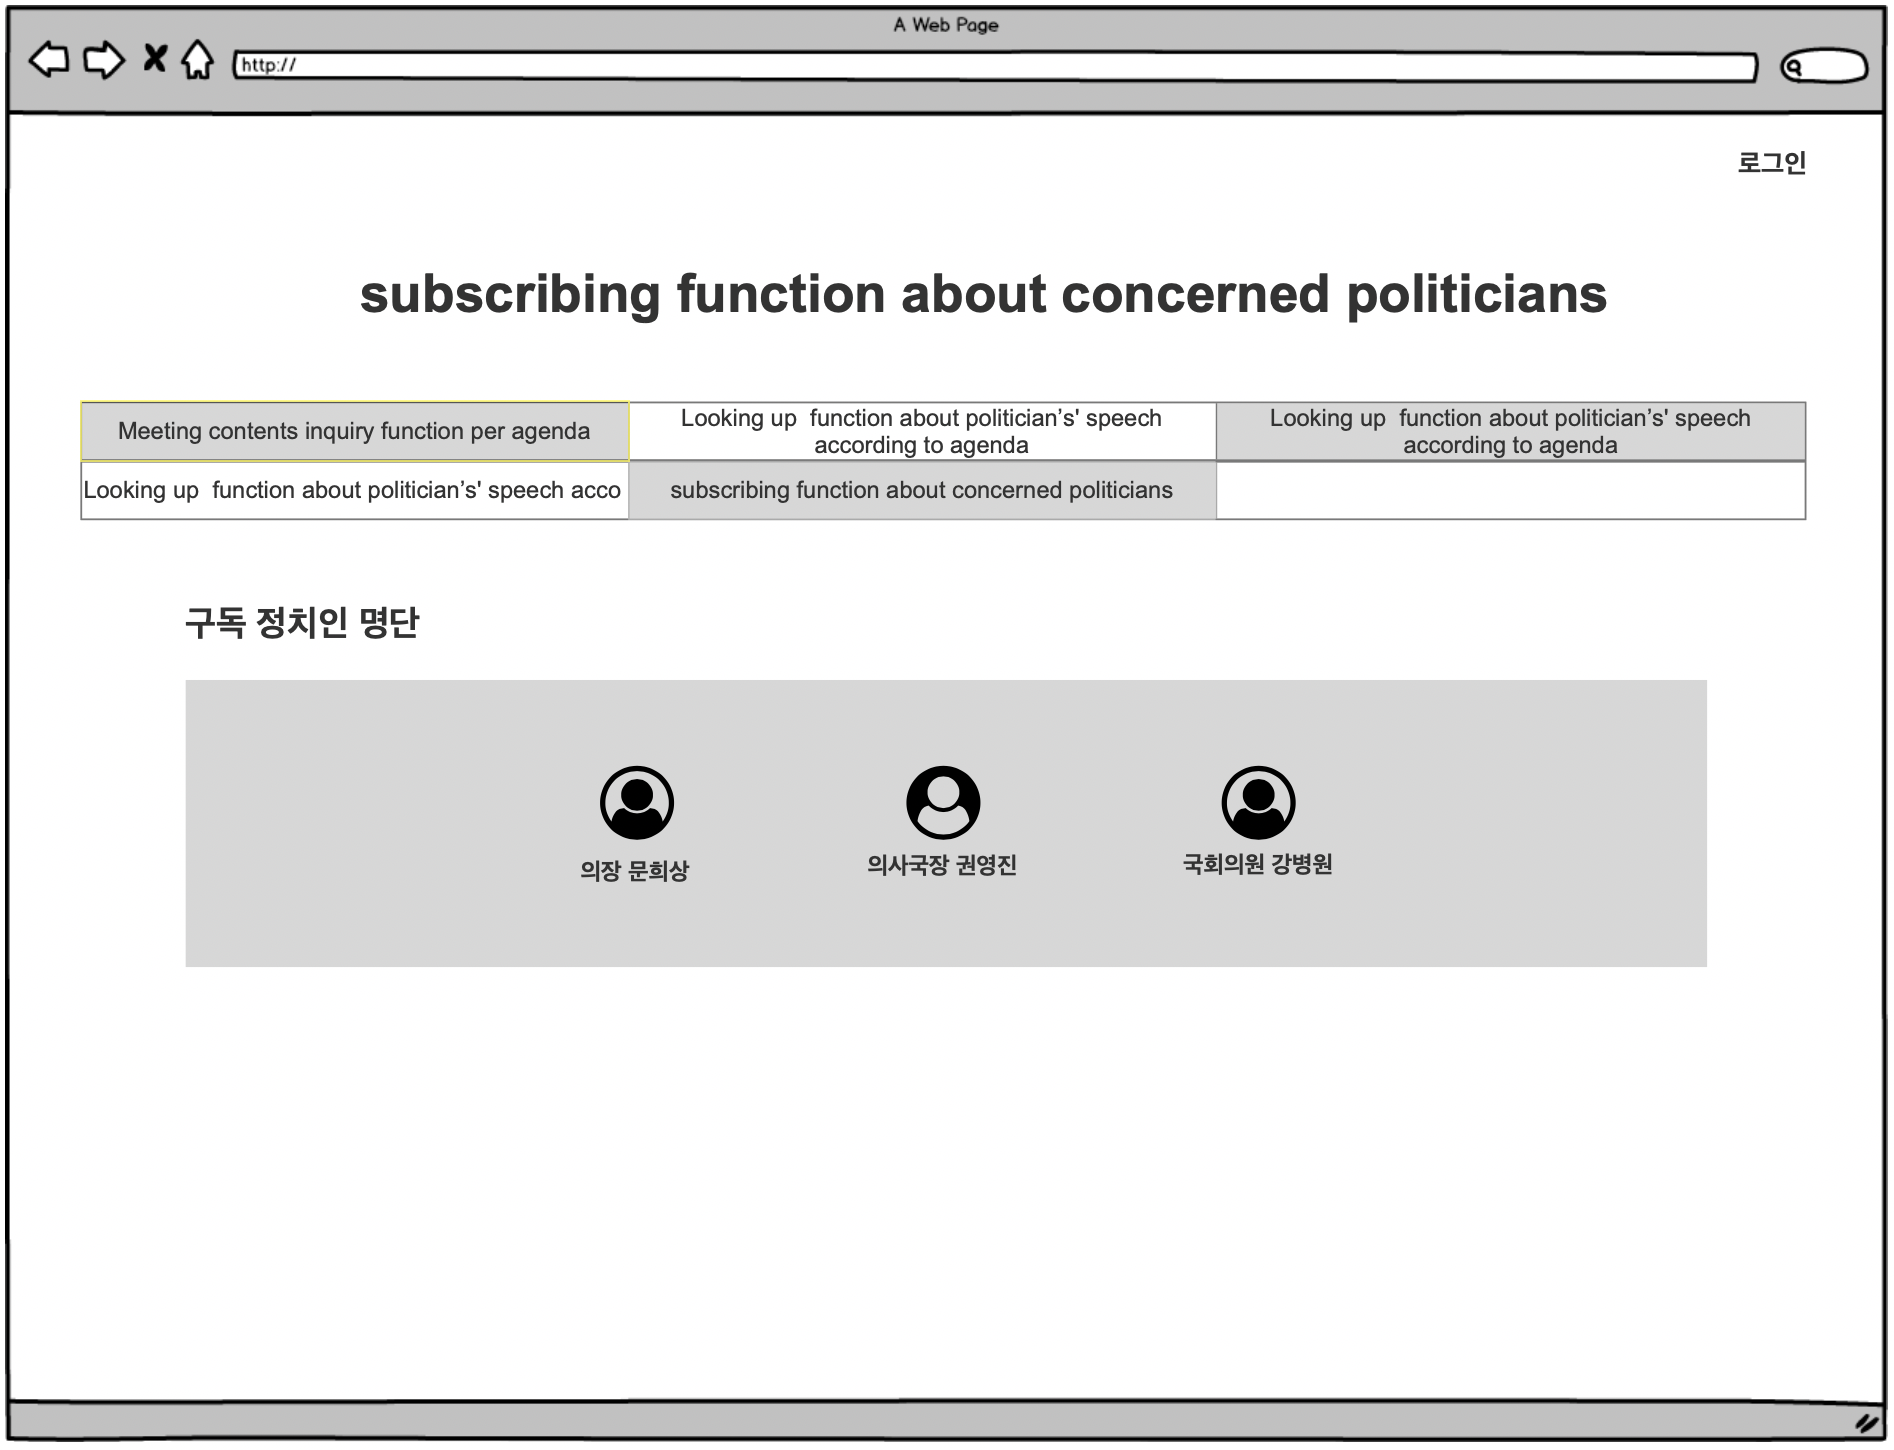 A Web Page
http://
로그인
subscribing function about concerned politicians
Meeting contents inquiry function per agenda
Looking up  function about politician’s' speech
according to agenda
Looking up  function about politician’s' speech
according to agenda
Looking up  function about politician’s' speech acco
subscribing function about concerned politicians
구독 정치인 명단
의장 문희상
의사국장 권영진
국회의원 강병원